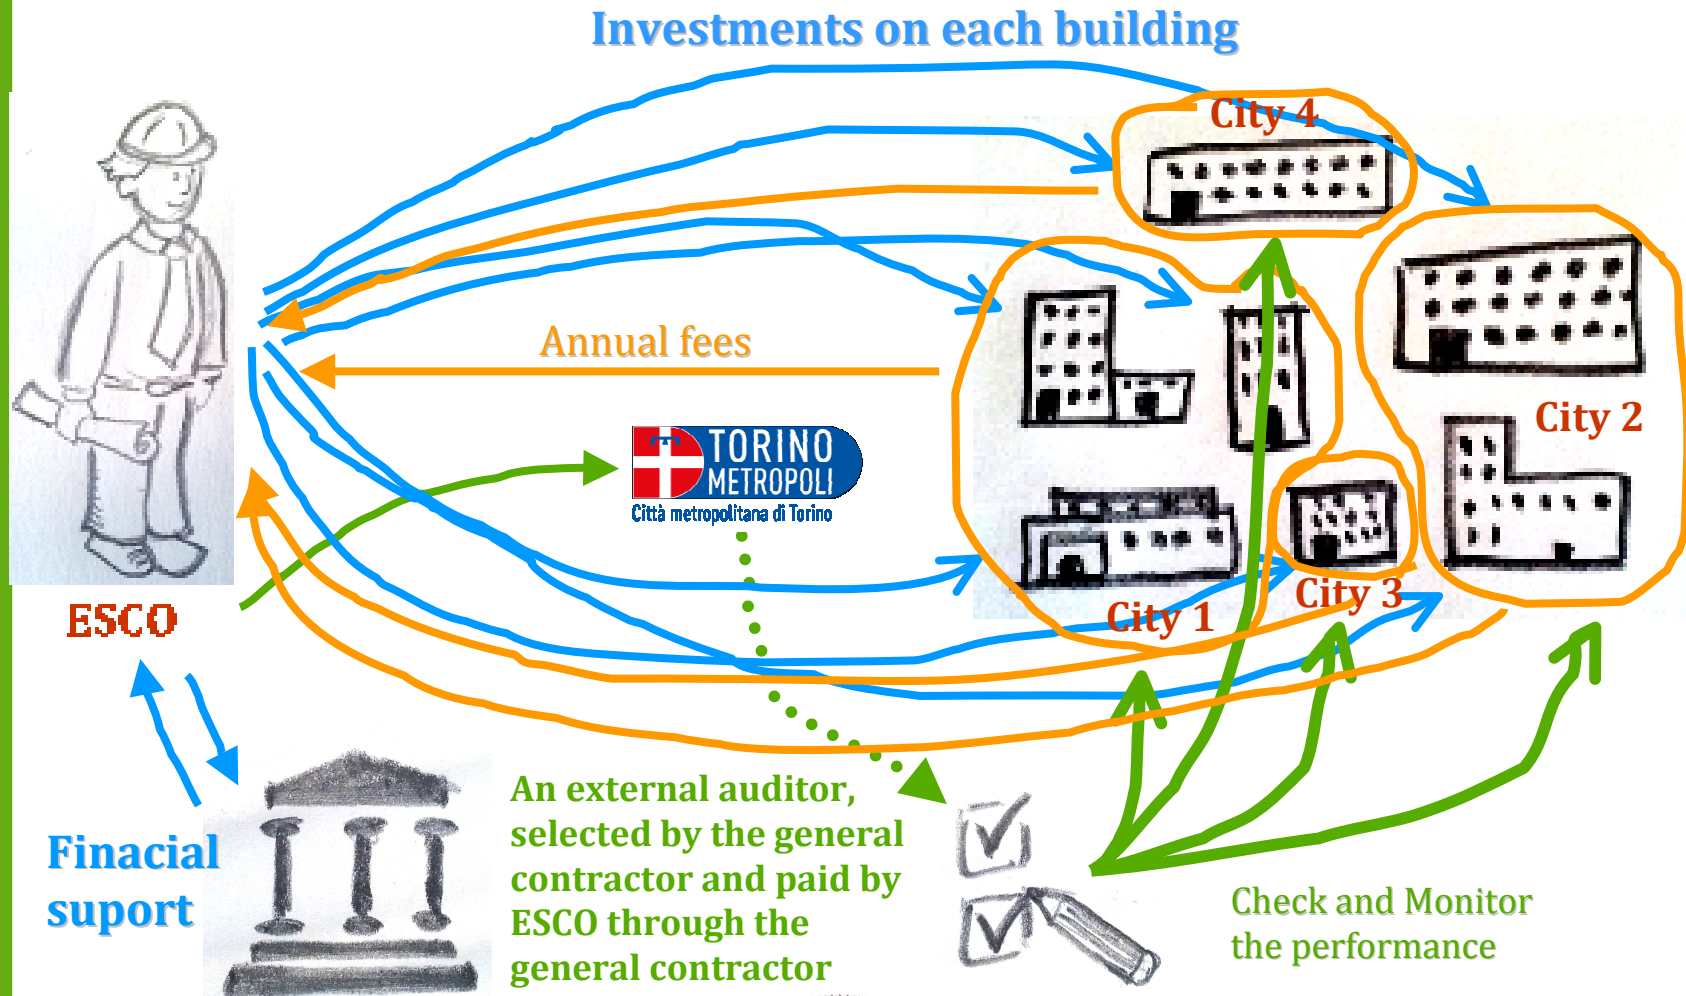 Investments on each building
City 4
Annual fees
City 2
TORINO
METROPOLI
Città metropolitana di Torino
City 3
City 1
ESCO
An external auditor,
selected by the general
contractor and paid by
ESCO through the
general contractor
Finacial
suport
Check and Monitor
the performance